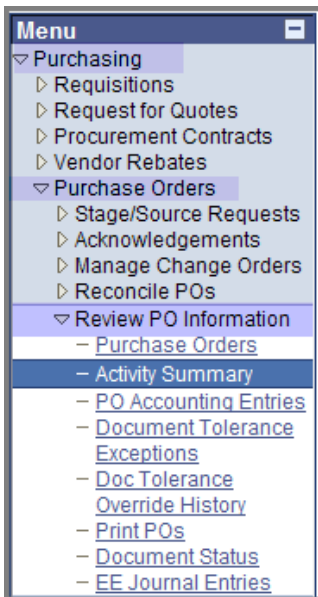 Menu
Purchasing
Requisitions
Request for Quotes
Procurement Contracts
Vendor Rebates
Purchase Orders
Stage/Source Requests
Acknowledgements
Manage Change Orders
Reconcile POs
Review PO Information
– Purchase Orders
– Activity Summary
– PO Accounting Entries
– Document Tolerance
Exceptions
– Doc Tolerance
Override History
– Print POs
– Document Status
– EE Journal Entries